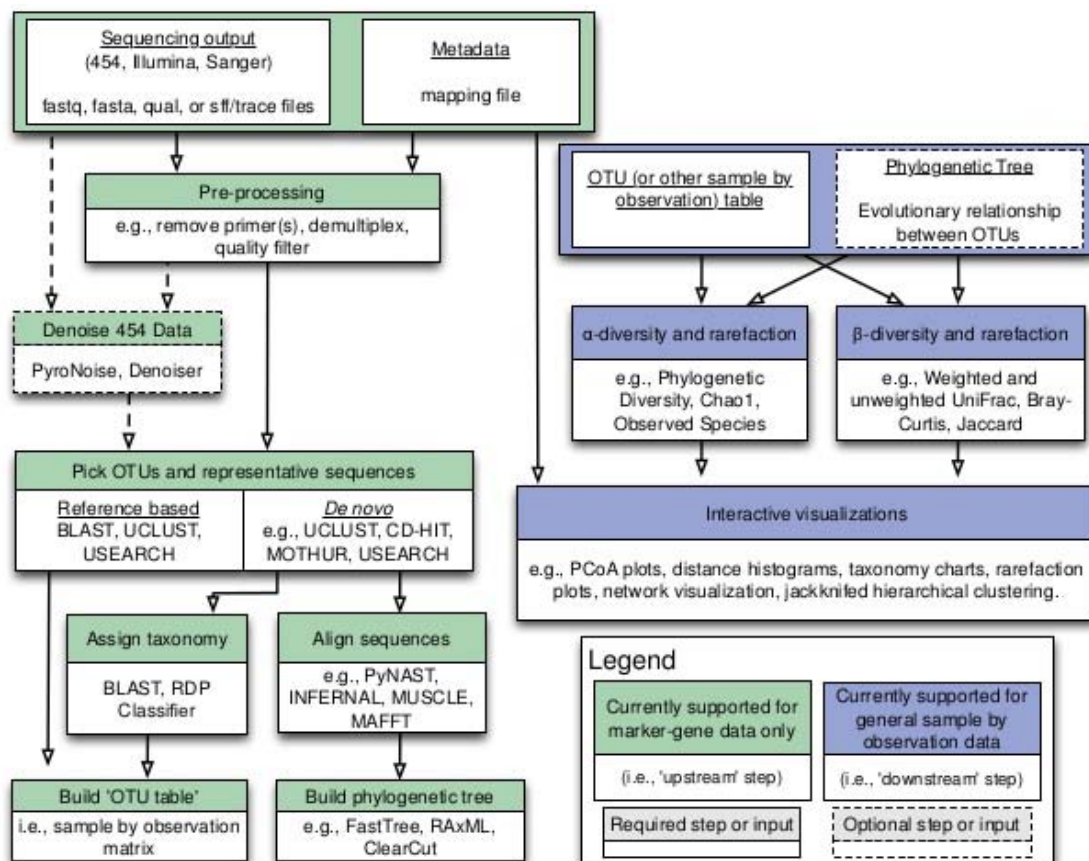 Sequencing output
(454, Illumina, Sanger)
fastq, fasta, qual, or sff/trace files
Metadata
mapping file
Pre-processing
e.g., remove primer(s), demultiplex,
quality filter
Denoise 454 Data
PyroNoise, Denoiser
Pick OTUs and representative sequences
Reference based
BLAST, UCLUST,
USEARCH
De novo
e.g., UCLUST, CD-HIT,
MOTHUR, USEARCH
Assign taxonomy
BLAST, RDP
Classifier
Align sequences
e.g., PyNAST,
INFERNAL, MUSCLE,
MAFFT
Build 'OTU table'
i.e., sample by observation
matrix
Build phylogenetic tree
e.g., FastTree, RAxML,
ClearCut
OTU (or other sample by
observation) table
Phylogenetic Tree
Evolutionary relationship
between OTUs
α-diversity and rarefaction
e.g., Phylogenetic
Diversity, Chao1,
Observed Species
β-diversity and rarefaction
e.g., Weighted and
unweighted UniFrac, Bray-
Curtis, Jaccard
Interactive visualizations
e.g., PCoA plots, distance histograms, taxonomy charts, rarefaction
plots, network visualization, jackknifed hierarchical clustering.
Legend
Currently supported for
marker-gene data only
(i.e., 'upstream' step)
Currently supported for
general sample by
observation data
(i.e., 'downstream' step)
Required step or input
Optional step or input